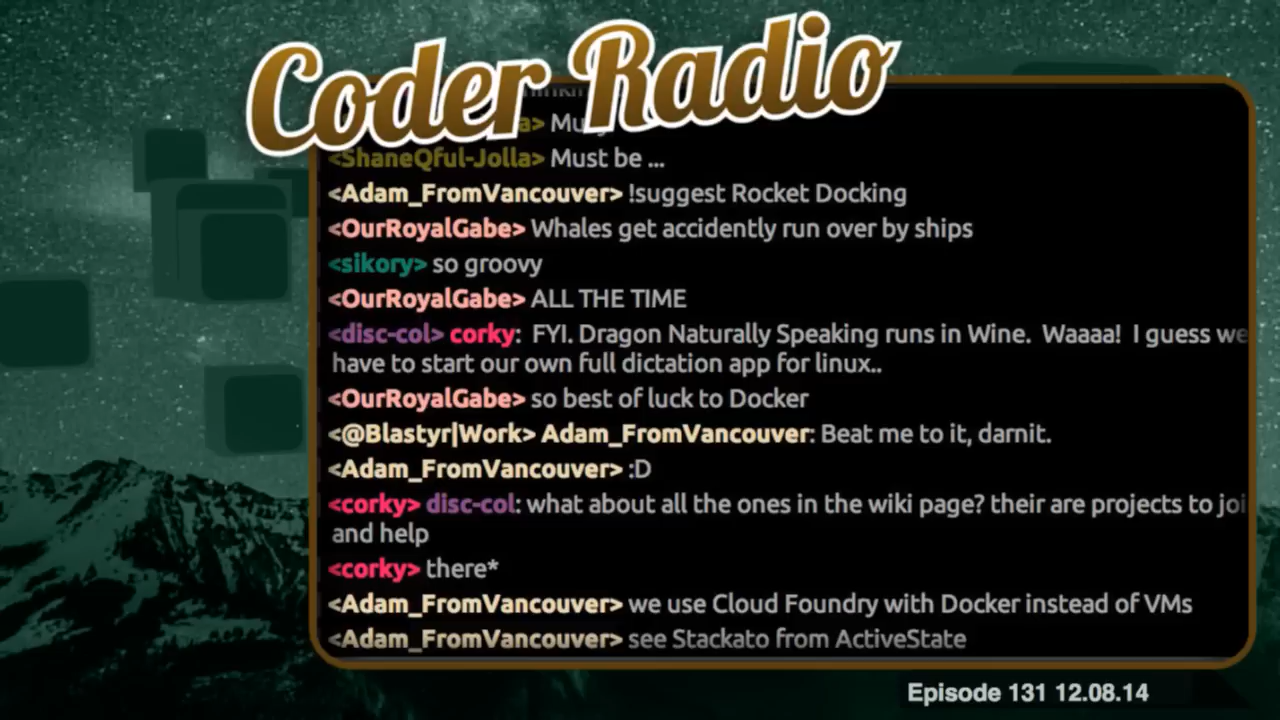 Coder Radio
<ShaneQful-Jolla> Must be ...
<Adam_FromVancouver> !suggest Rocket Docking
<OurRoyalGabe> Whales get accidently run over by ships
<sikory> so groovy
<OurRoyalGabe> ALL THE TIME
<disc-col> corky: FYI. Dragon Naturally Speaking runs in Wine. Waaaa! I guess we
have to start our own full dictation app for linux..
<OurRoyalGabe> so best of luck to Docker
<@Blastyr|Work> Adam_FromVancouver: Beat me to it, darnit.
<Adam_FromVancouver> :D
<corky> disc-col: what about all the ones in the wiki page? their are projects to joi
and help
<corky> there*
<Adam_FromVancouver> we use Cloud Foundry with Docker instead of VMs
<Adam_FromVancouver> see Stackato from ActiveState
Episode 131 12.08.14